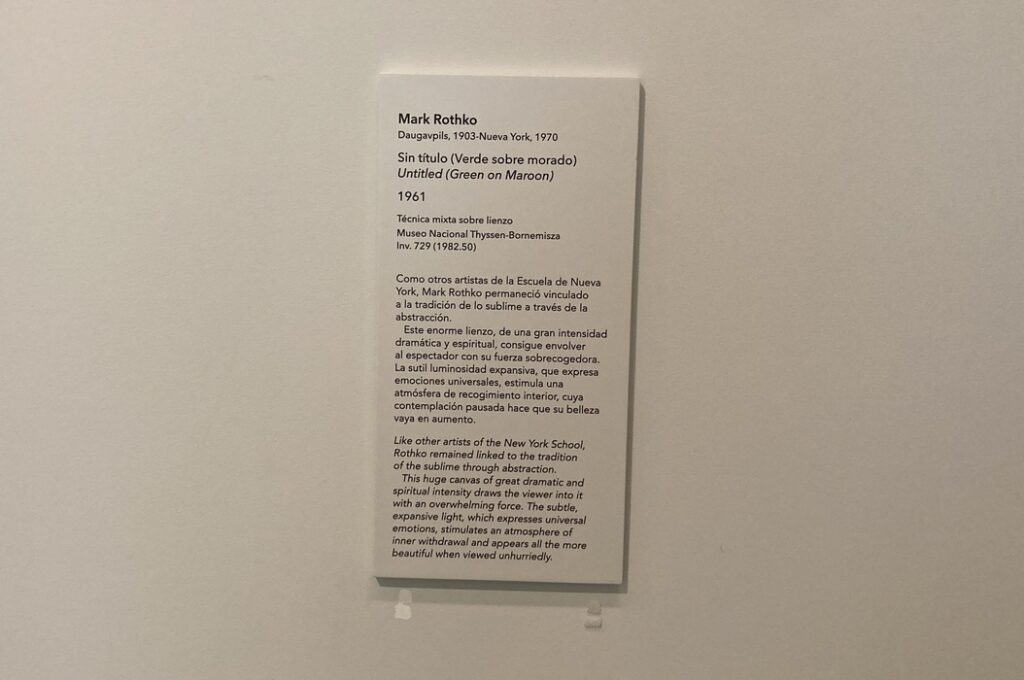 Mark Rothko
Daugavpils, 1903-Nueva York, 1970
Sin título (Verde sobre morado)
Untitled (Green on Maroon)
1961
Técnica mixta sobre lienzo
Museo Nacional Thyssen-Bornemisza
Inv. 729 (1982.50)
Como otros artistas de la Escuela de Nueva
York, Mark Rothko permaneció vinculado
a la tradición de lo sublime a través de la
abstracción.
Este enorme lienzo, de una gran intensidad
dramática y espiritual, consigue envolver
al espectador con su fuerza sobrecogedora.
La sutil luminosidad expansiva, que expresa
emociones universales, estimula una
atmósfera de recogimiento interior, cuya
contemplación pausada hace que su belleza
vaya en aumento.
Like other artists of the New York School,
Rothko remained linked to the tradition
of the sublime through abstraction.
This huge canvas of great dramatic and
spiritual intensity draws the viewer into it
with an overwhelming force. The subtle,
expansive light, which expresses universal
emotions, stimulates an atmosphere of
inner withdrawal and appears all the more
beautiful when viewed unhurriedly.